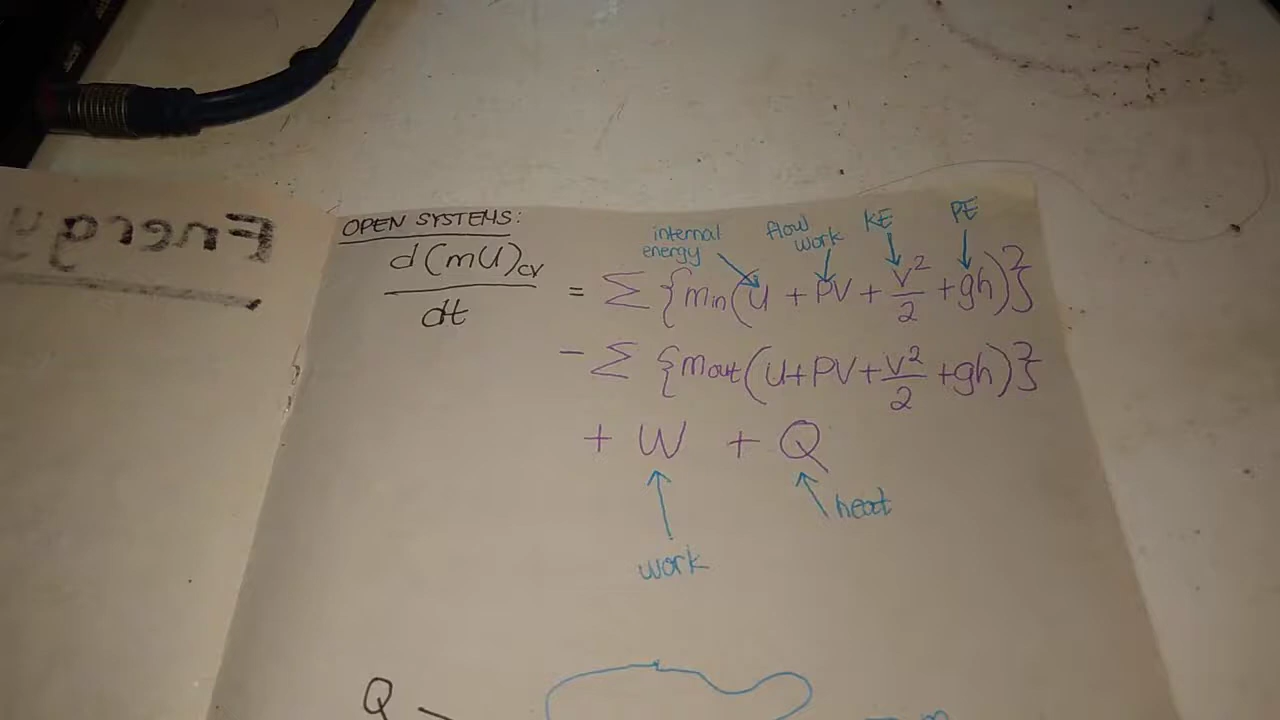 Energy
OPEN SYSTEMS:
internal energy
flow work
KE
PE
d(mU)cv/dt = Σ {min(U + PV + v²/2 + gh)}
- Σ {mout(U+PV+v²/2+gh)}
+ W + Q
work
heat
Q